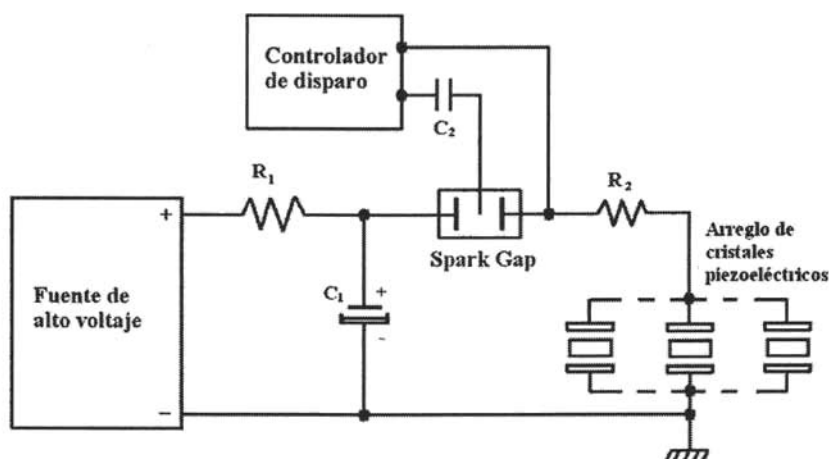 Controlador
de disparo
C₂
R₁
R₂
Spark Gap
Arreglo de
cristales
piezoeléctricos
+
Fuente de
alto voltaje
C₁
+
-
−